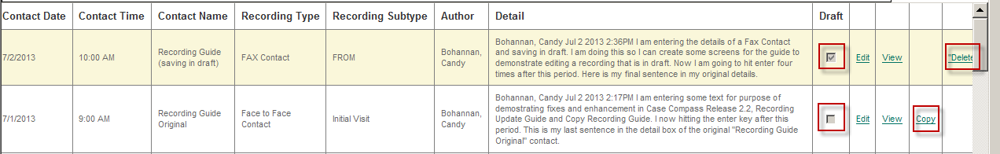 Contact Date Contact Time Contact Name Recording Type Recording Subtype Author Detail Draft
7/2/2013 10:00 AM Recording Guide (saving in draft) FAX Contact FROM Bohannan, Candy
Bohannan, Candy Jul 2 2013 2:36PM I am entering the details of a Fax Contact
and saving in draft. I am doing this so I can create some screens for the guide to
demonstrate editing a recording that is in draft. Now I am going to hit enter four
times after this period. Here is my final sentence in my original details.
Edit View "Delete
7/1/2013 9:00 AM Recording Guide Original Face to Face Contact Initial Visit Bohannan, Candy
Bohannan, Candy Jul 2 2013 2:17PM I am entering some text for purpose of
demostrating fixes and enhancement in Case Compass Release 2.2, Recording
Update Guide and Copy Recording Guide. I now hitting the enter key after this
period. This is my last sentence in the detail box of the original "Recording Guide
Original" contact.
Edit View Copy